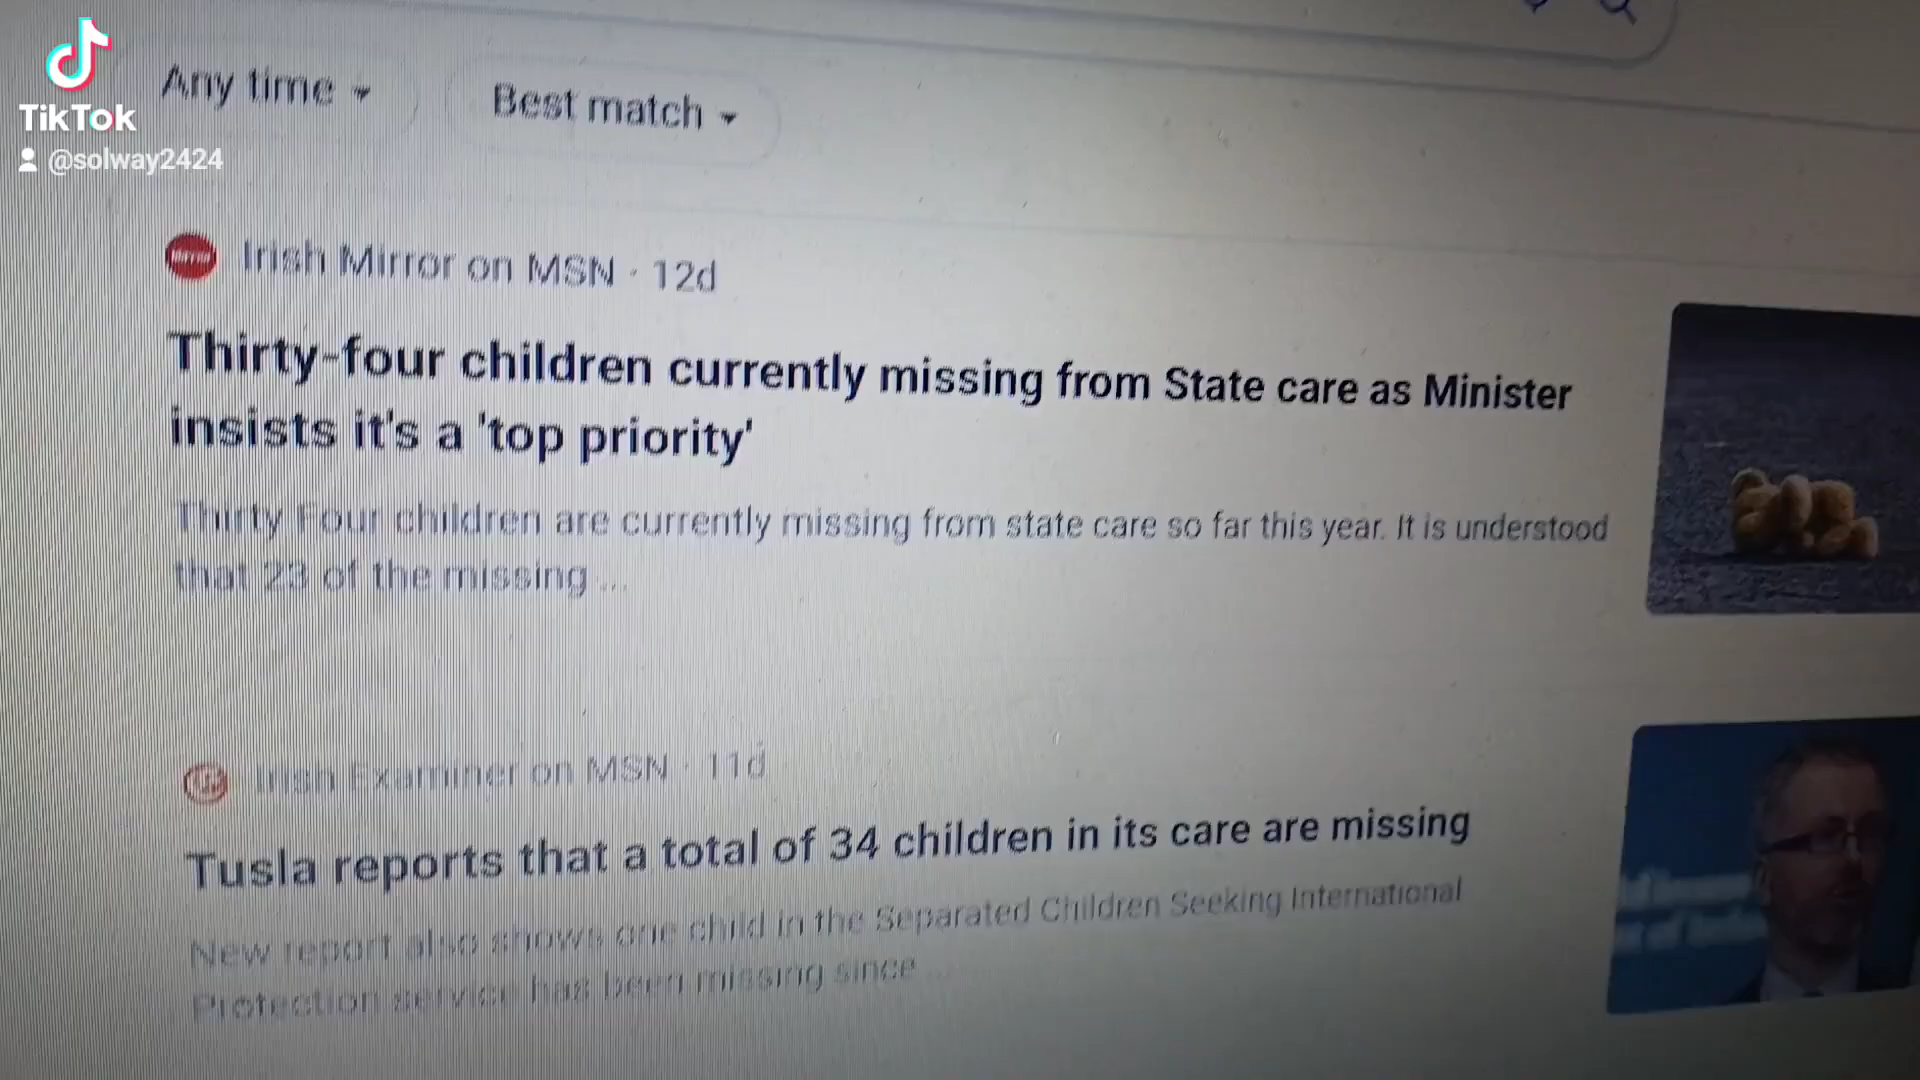 TikTok
@solway2424
Any time
Best match
Irish Mirror on MSN · 12d
Thirty-four children currently missing from State care as Minister
insists it's a 'top priority'
Thirty Four children are currently missing from state care so far this year. It is understood
that 23 of the missing ...
Irish Examiner on MSN · 11d
Tusla reports that a total of 34 children in its care are missing
New report also shows one child in the Separated Children Seeking International
Protection service has been missing since ...